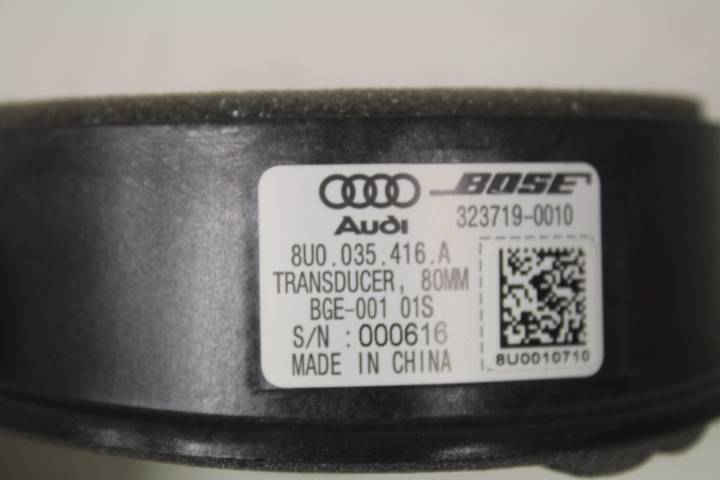 Audi BOSE
323719-0010
8U0.035.416.A
TRANSDUCER, 80MM
BGE-001 01S
S/N : 000616
MADE IN CHINA
8U0010710